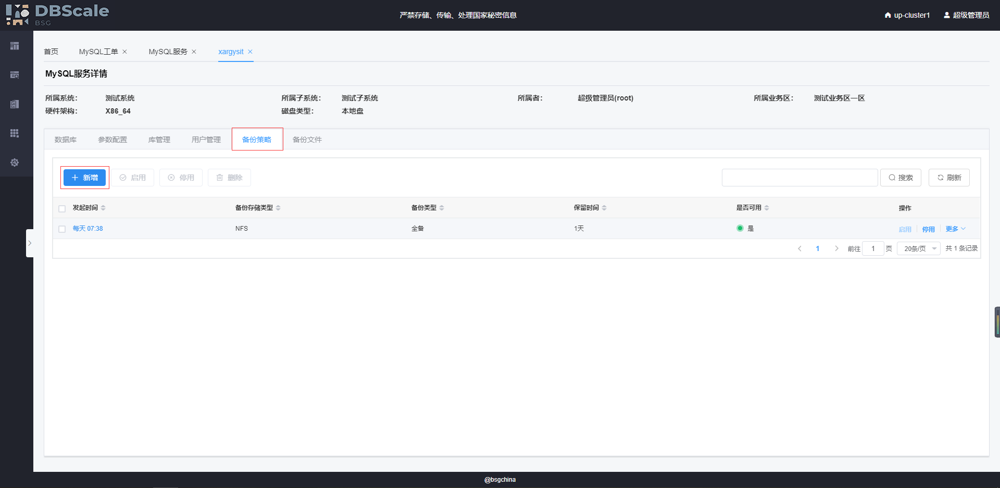 DBScale
BSG
严禁存储、传输、处理国家秘密信息
up-cluster1
超级管理员
首页 MySQL工单 MySQL服务 xargysit
MySQL服务详情
所属系统： 测试系统 所属子系统： 测试子系统 所属者： 超级管理员(root) 所属业务区： 测试业务区一区
硬件架构： X86_64 磁盘类型： 本地盘
数据库 参数配置 库管理 用户管理 备份策略 备份文件
新增 启用 停用 删除 搜索 刷新
发起时间 备份存储类型 备份类型 保留时间 是否可用 操作
每天 07:38 NFS 全备 1天 是 启用 停用 更多
1 前往 1 页 20条/页 共 1 条记录
@bsgchina